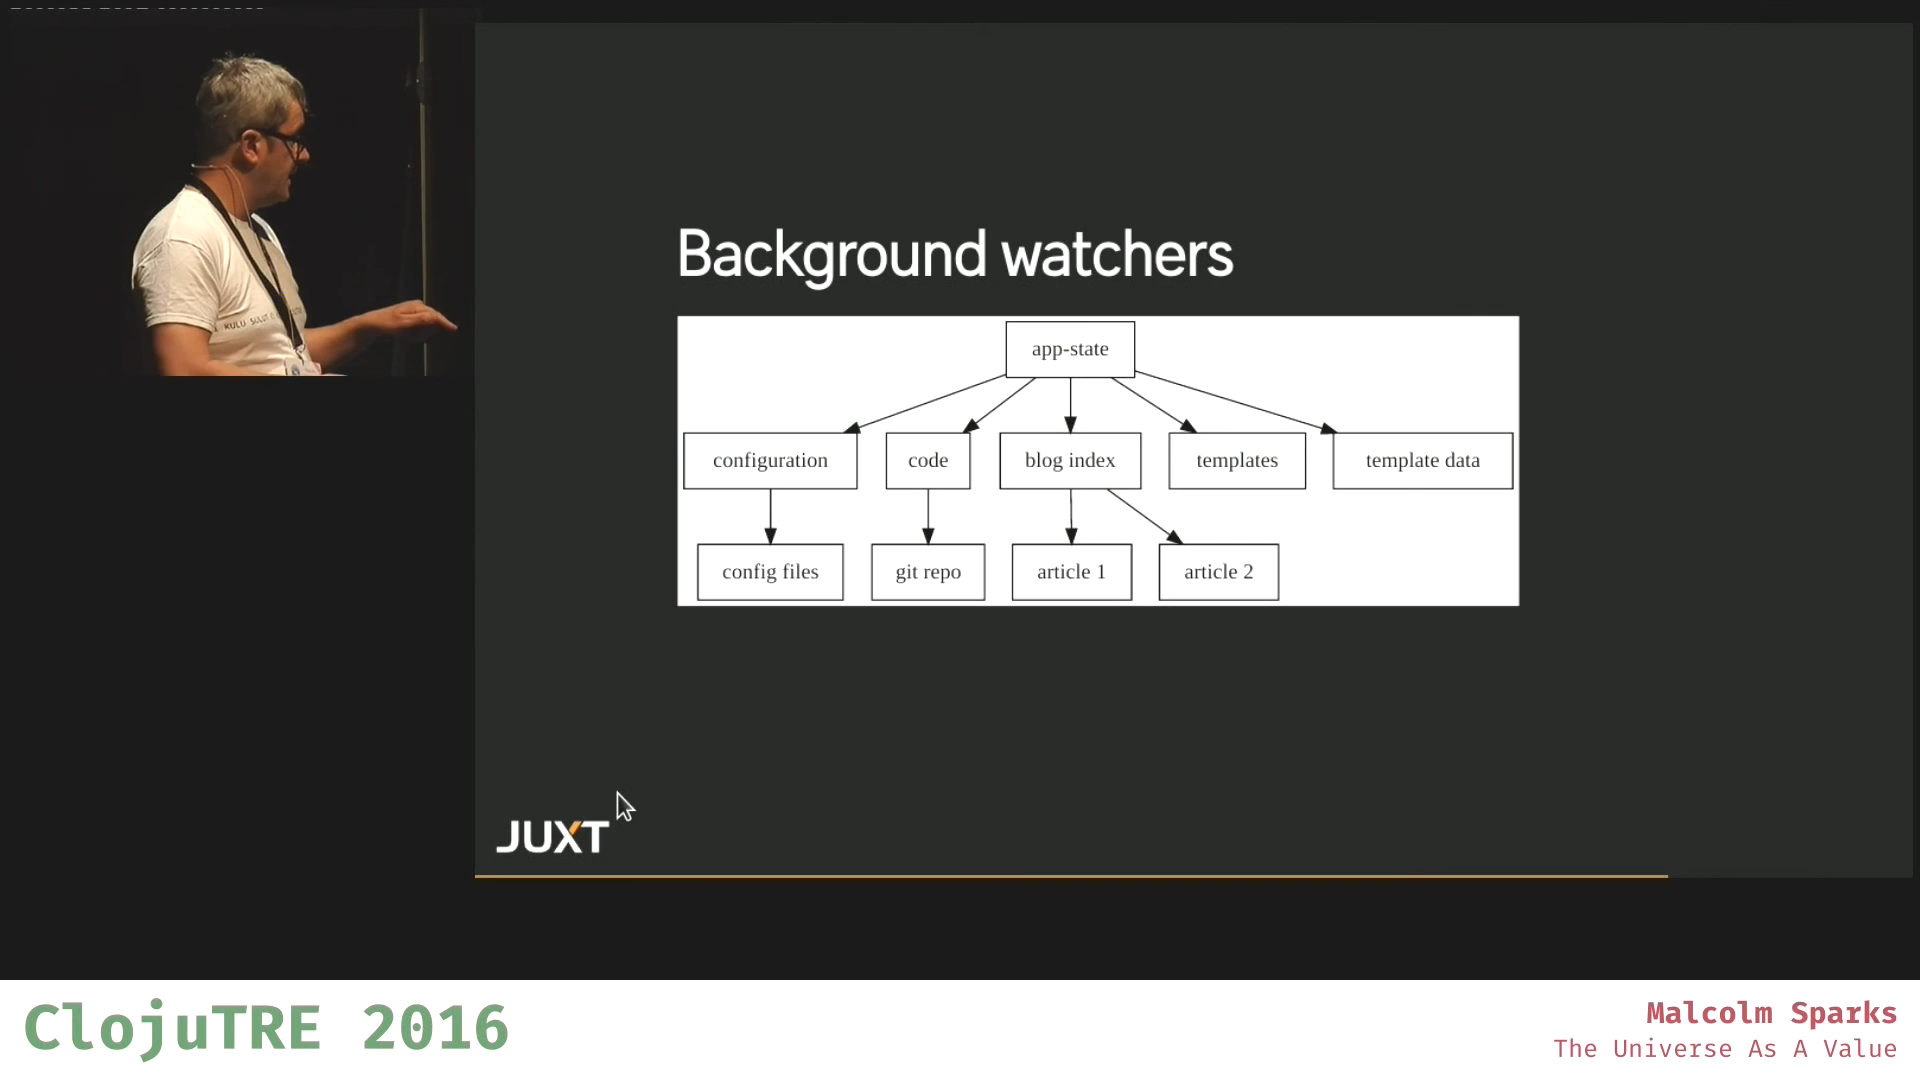 Background watchers
app-state
configuration
code
blog index
templates
template data
config files
git repo
article 1
article 2
JUXT
ClojuTRE 2016
Malcolm Sparks
The Universe As A Value